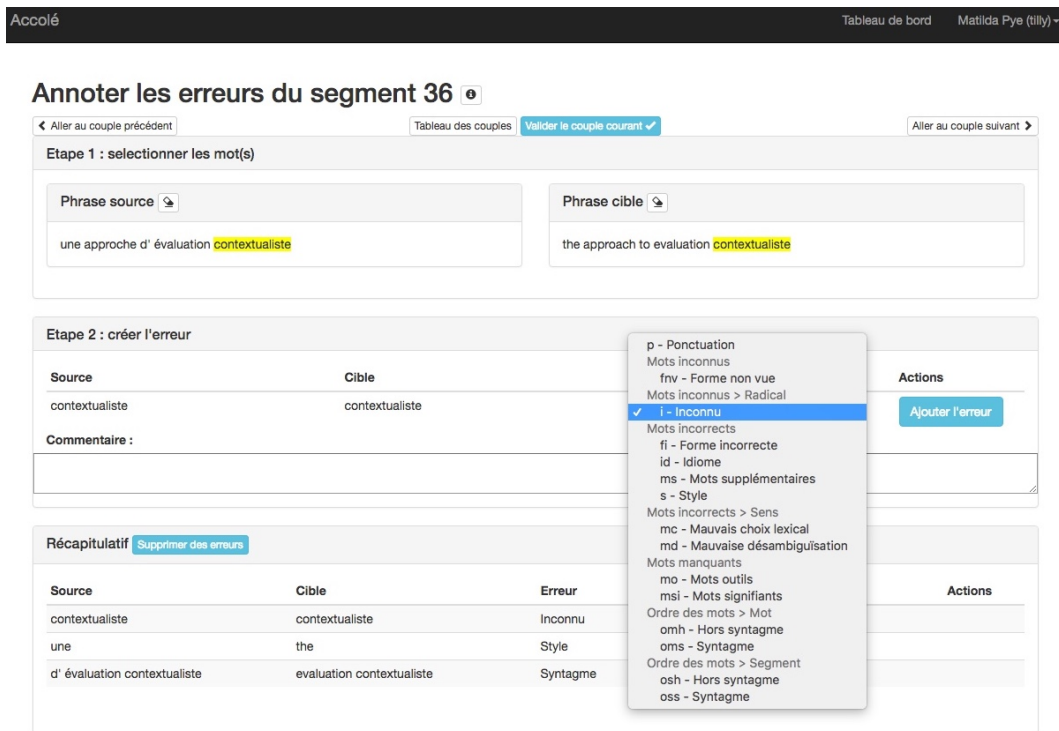 Accolé Tableau de bord Matilda Pye (tilly)
Annoter les erreurs du segment 36
Aller au couple précédent Tableau des couples Valider le couple courant Aller au couple suivant
Etape 1 : selectionner les mot(s)
Phrase source Phrase cible
une approche d' évaluation contextualiste the approach to evaluation contextualiste
Etape 2 : créer l'erreur
Source Cible Actions
contextualiste contextualiste Ajouter l'erreur
Commentaire :
p - Ponctuation
Mots inconnus
fnv - Forme non vue
Mots inconnus > Radical
✓ i - Inconnu
Mots incorrects
fi - Forme incorrecte
id - Idiome
ms - Mots supplémentaires
s - Style
Mots incorrects > Sens
mc - Mauvais choix lexical
md - Mauvaise désambiguïsation
Mots manquants
mo - Mots outils
msi - Mots signifiants
Ordre des mots > Mot
omh - Hors syntagme
oms - Syntagme
Ordre des mots > Segment
osh - Hors syntagme
oss - Syntagme
Récapitulatif Supprimer des erreurs
Source Cible Erreur Actions
contextualiste contextualiste Inconnu
une the Style
d' évaluation contextualiste evaluation contextualiste Syntagme